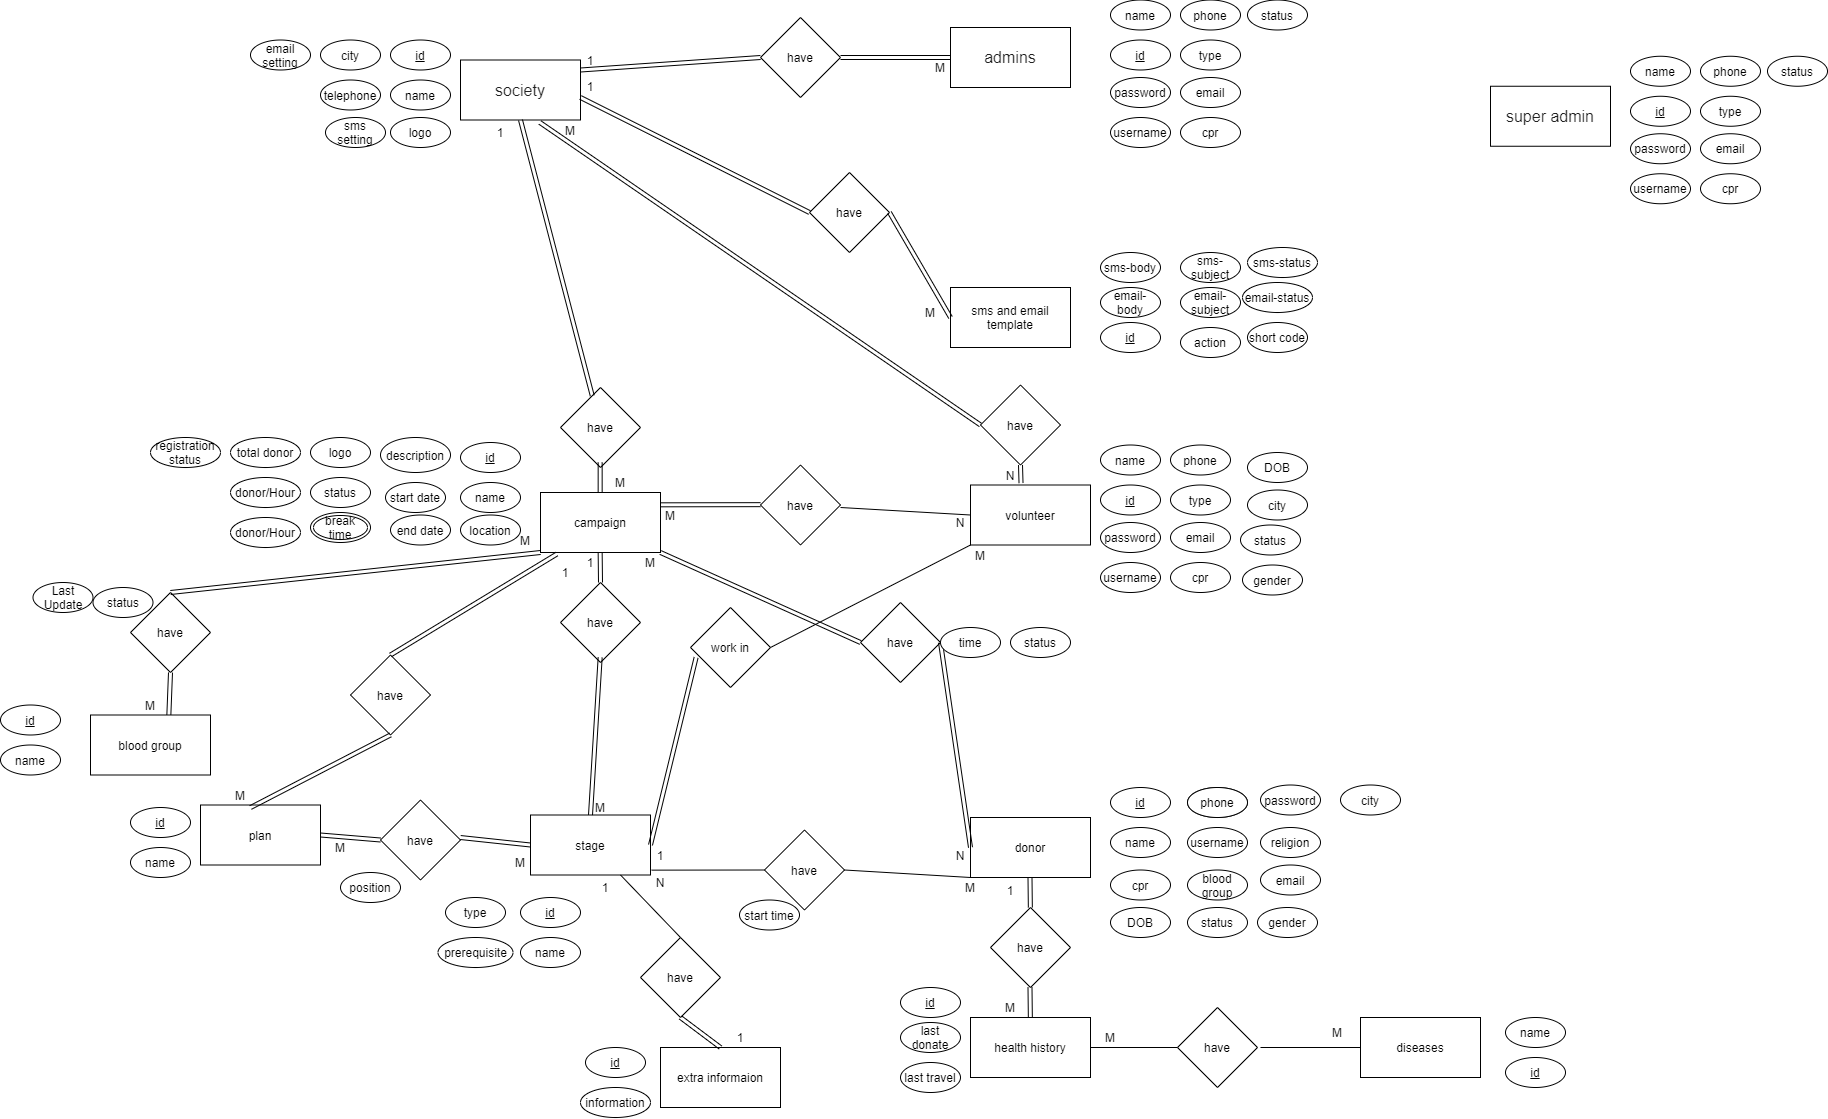 name
phone
status
email
setting
city
id
1
have
admins
id
type
society
M
name
phone
status
1
telephone
name
password
email
super admin
id
type
sms
setting
logo
1
M
username
cpr
password
email
username
cpr
have
sms-body
sms-
subject
sms-status
email-
body
email-
subject
email-status
M
sms and email
template
id
action
short code
have
have
registration
status
total donor
logo
description
id
name
phone
DOB
M
N
donor/Hour
status
start date
name
have
id
type
city
M
N
volunteer
donor/Hour
break
time
end date
location
campaign
M
password
email
status
1
1
M
M
username
cpr
gender
Last
Update
status
have
have
work in
have
time
status
have
M
id
blood group
name
M
M
id
phone
password
city
id
plan
have
stage
donor
name
username
religion
M
M
1
N
name
position
N
have
M
1
cpr
blood
group
email
1
type
id
start time
DOB
status
gender
prerequisite
name
have
have
id
M
last
donate
1
M
health history
have
M
diseases
name
id
extra informaion
last travel
id
information